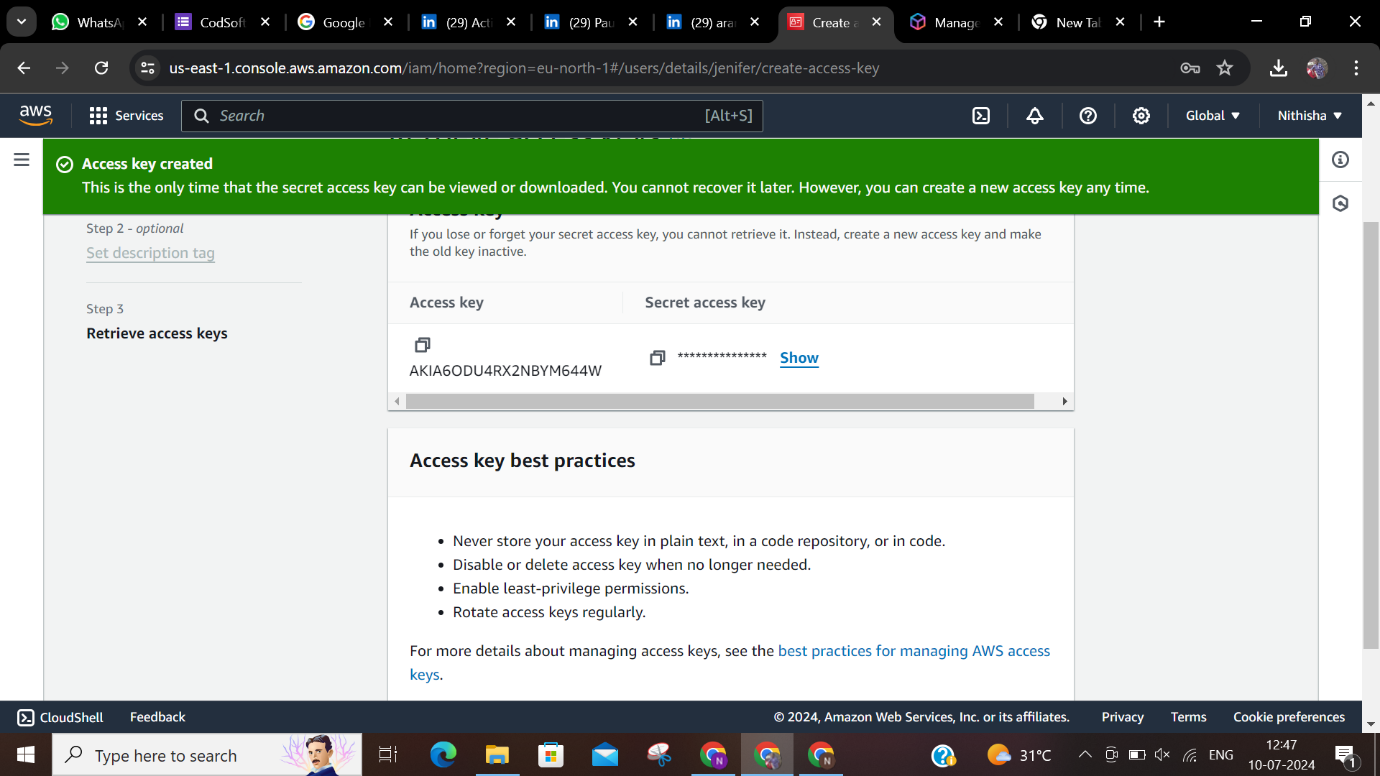 WhatsA
CodSoft
Google
(29) Acti
(29) Pau
(29) arar
Create a
Manage
New Tab
us-east-1.console.aws.amazon.com/iam/home?region=eu-north-1#/users/details/jenifer/create-access-key
aws
Services
Search
[Alt+S]
Global
Nithisha
Access key created
This is the only time that the secret access key can be viewed or downloaded. You cannot recover it later. However, you can create a new access key any time.
Step 2 - optional
Set description tag
Step 3
Retrieve access keys
Access key
If you lose or forget your secret access key, you cannot retrieve it. Instead, create a new access key and make
the old key inactive.
Access key
Secret access key
AKIA6ODU4RX2NBYM644W
***************
Show
Access key best practices
• Never store your access key in plain text, in a code repository, or in code.
• Disable or delete access key when no longer needed.
• Enable least-privilege permissions.
• Rotate access keys regularly.
For more details about managing access keys, see the best practices for managing AWS access
keys.
CloudShell
Feedback
© 2024, Amazon Web Services, Inc. or its affiliates.
Privacy
Terms
Cookie preferences
Type here to search
31°C
ENG
12:47
10-07-2024
1